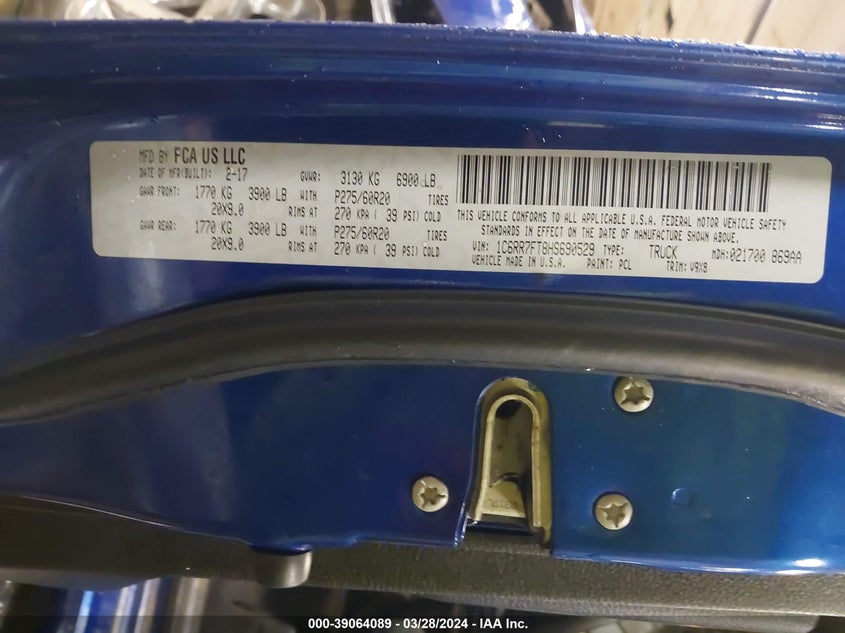 MFD BY FCA US LLC
DATE OF MFR(BUILT): 2-17 GVWR: 3130 KG 6900 LB
GAWR FRONT: 1770 KG 3900 LB WITH P275/60R20 TIRES
20X9.0 RIMS AT 270 KPA ( 39 PSI) COLD
GAWR REAR: 1770 KG 3900 LB WITH P275/60R20 TIRES
20X9.0 RIMS AT 270 KPA ( 39 PSI) COLD
THIS VEHICLE CONFORMS TO ALL APPLICABLE U.S.A. FEDERAL MOTOR VEHICLE SAFETY
STANDARDS IN EFFECT ON THE DATE OF MANUFACTURE SHOWN ABOVE.
VIN: 1C6RR7FT8HS690529 TYPE: TRUCK MDH:021700 869AA
VEHICLE MADE IN U.S.A. PAINT: PCL TRIM: V9X8
000-39064089 - 03/28/2024 - IAA Inc.